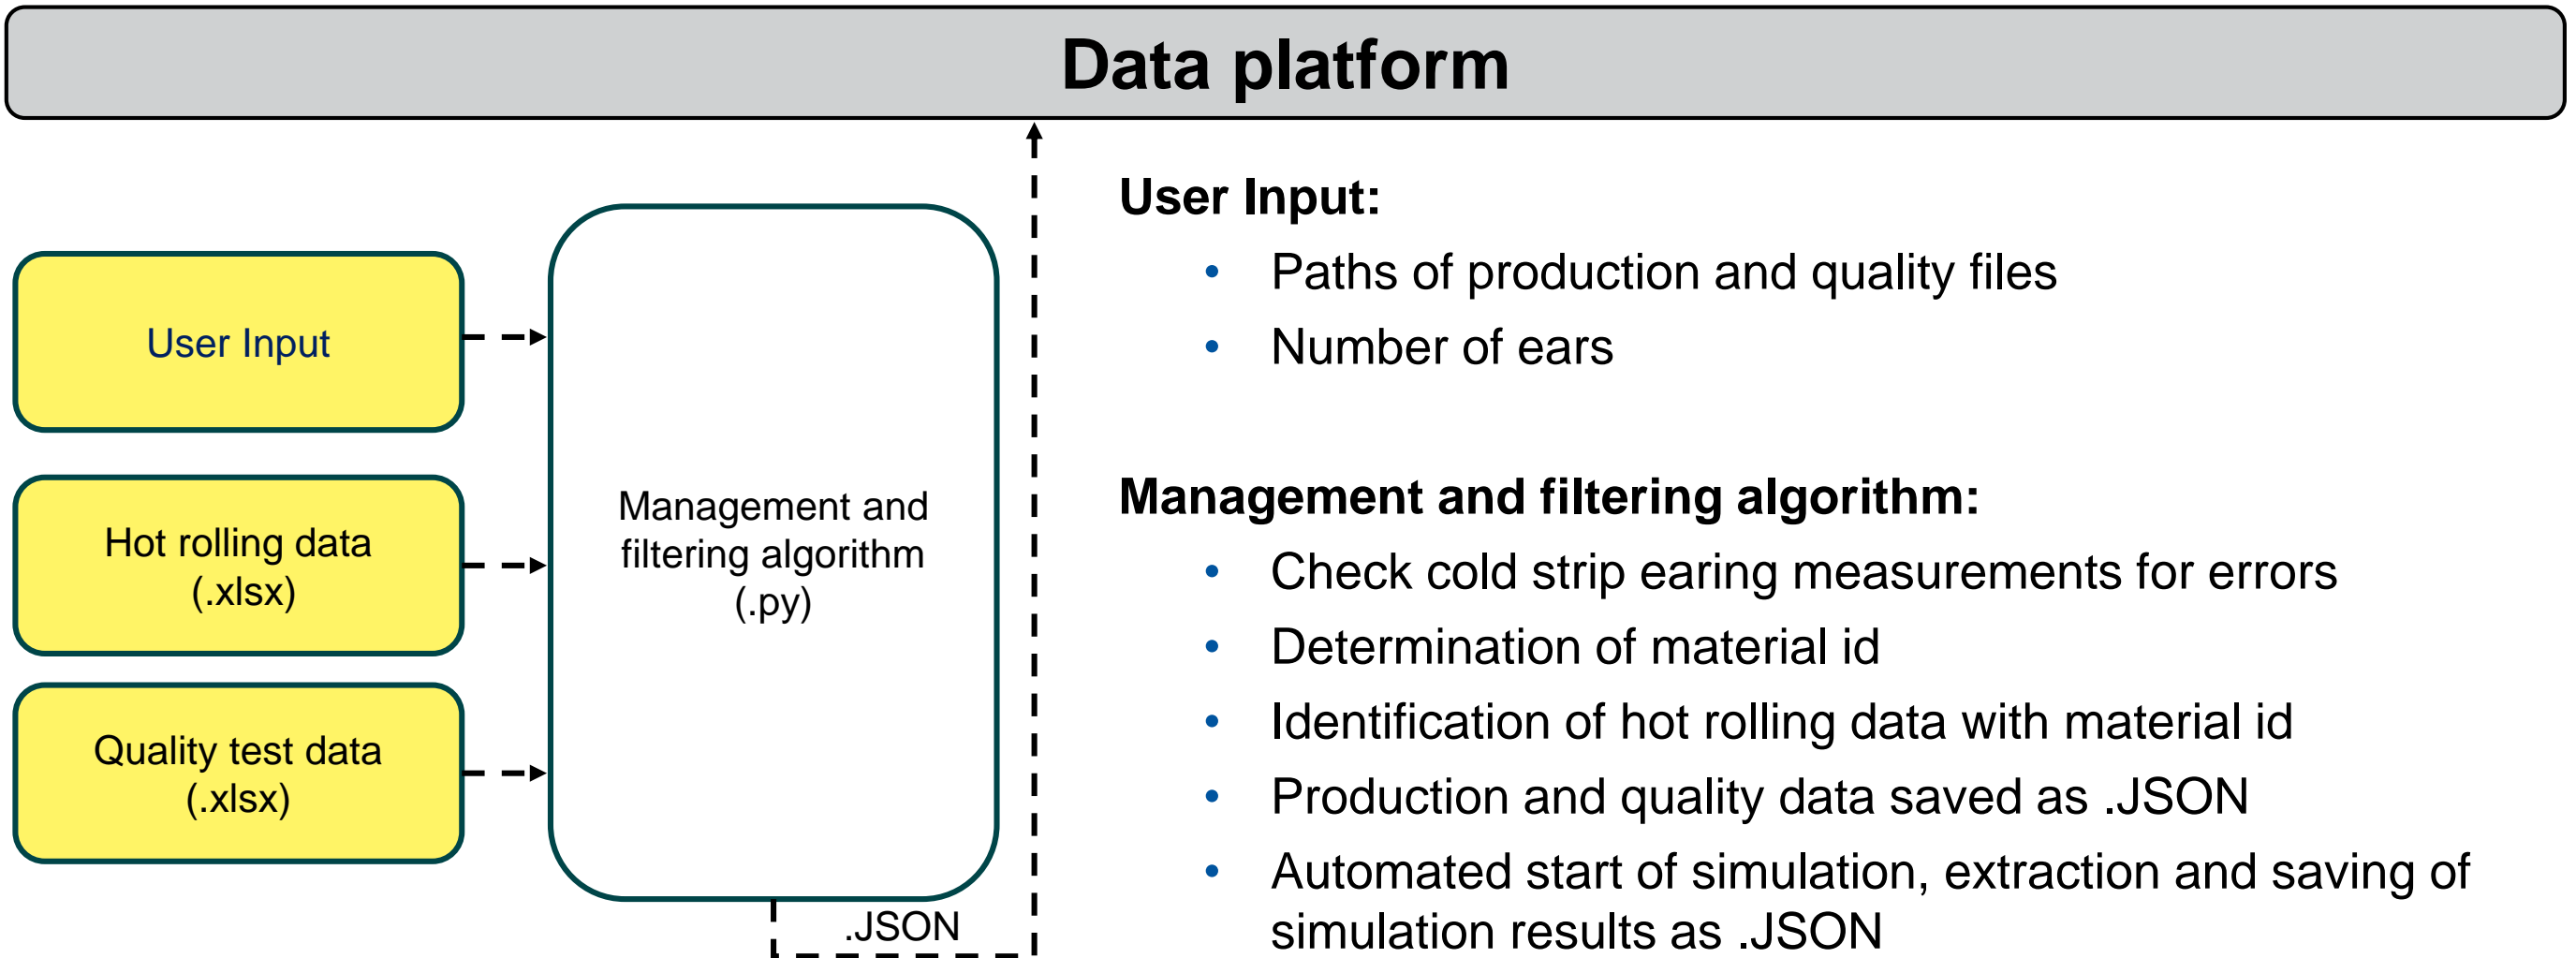 Data platform
User Input
Hot rolling data
(.xlsx)
Quality test data
(.xlsx)
Management and
filtering algorithm
(.py)
.JSON
User Input:
• Paths of production and quality files
• Number of ears
Management and filtering algorithm:
• Check cold strip earing measurements for errors
• Determination of material id
• Identification of hot rolling data with material id
• Production and quality data saved as .JSON
• Automated start of simulation, extraction and saving of
simulation results as .JSON